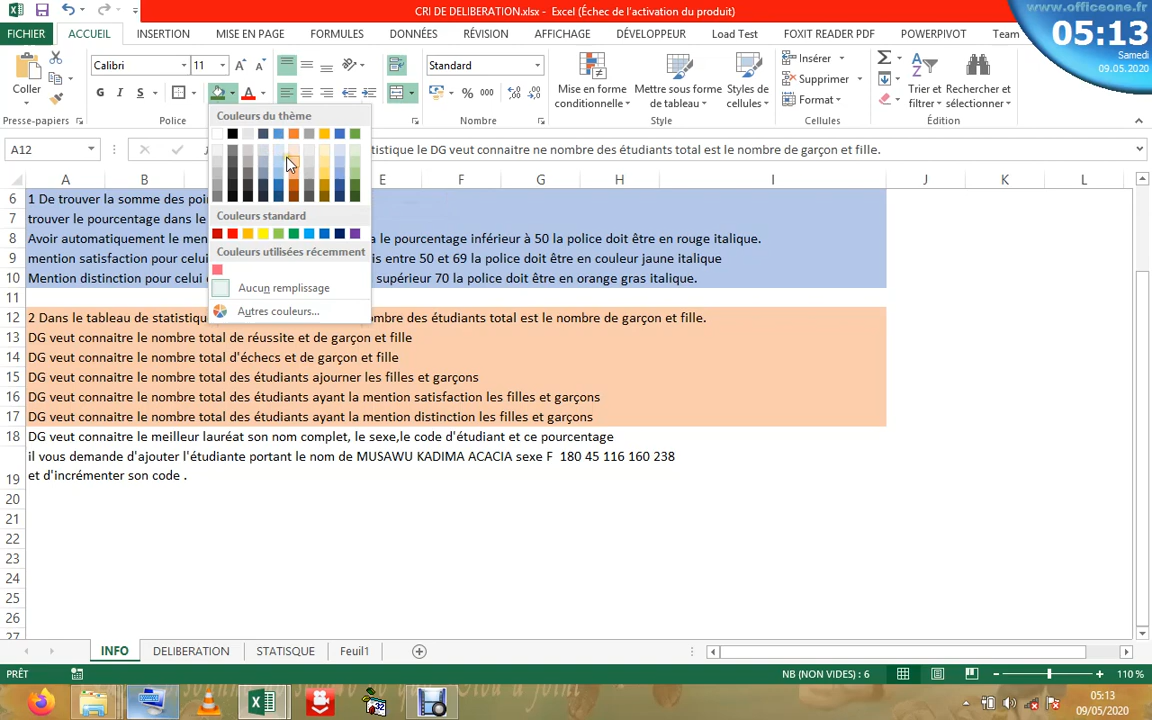 CRI DE DELIBERATION.xlsx - Excel (Échec de l'activation du produit)
www.officeone.fr
05:13
Samedi
09.05.2020
FICHIER ACCUEIL INSERTION MISE EN PAGE FORMULES DONNÉES RÉVISION AFFICHAGE DÉVELOPPEUR Load Test FOXIT READER PDF POWERPIVOT Team
Coller
Calibri 11
G I S
Standard
% 000
Mise en forme conditionnelle
Mettre sous forme de tableau
Styles de cellules
Insérer
Supprimer
Format
Trier et filtrer
Rechercher et sélectionner
Presse-papiers Police Nombre Style Cellules Édition
A12
tistique le DG veut connaitre ne nombre des étudiants total est le nombre de garçon et fille.
Couleurs du thème
Couleurs standard
Couleurs utilisées récemment
Aucun remplissage
Autres couleurs...
A B E F G H I J K L
6 1 De trouver la somme des poi
7 trouver le pourcentage dans le
8 Avoir automatiquement le men a le pourcentage inférieur à 50 la police doit être en rouge italique.
9 mention satisfaction pour celui is entre 50 et 69 la police doit être en couleur jaune italique
10 Mention distinction pour celui supérieur 70 la police doit être en orange gras italique.
11
12 2 Dans le tableau de statistiqu ombre des étudiants total est le nombre de garçon et fille.
13 DG veut connaitre le nombre total de réussite et de garçon et fille
14 DG veut connaitre le nombre total d'échecs et de garçon et fille
15 DG veut connaitre le nombre total des étudiants ajourner les filles et garçons
16 DG veut connaitre le nombre total des étudiants ayant la mention satisfaction les filles et garçons
17 DG veut connaitre le nombre total des étudiants ayant la mention distinction les filles et garçons
18 DG veut connaitre le meilleur lauréat son nom complet, le sexe,le code d'étudiant et ce pourcentage
il vous demande d'ajouter l'étudiante portant le nom de MUSAWU KADIMA ACACIA sexe F 180 45 116 160 238
19 et d'incrémenter son code .
20
21
22
23
24
25
26
27
INFO DELIBERATION STATISQUE Feuil1
PRÊT NB (NON VIDES) : 6 110 %
05:13
09/05/2020